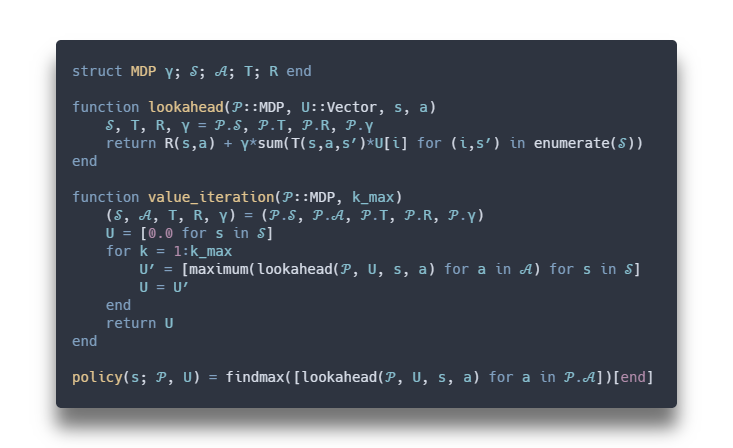 struct MDP γ; 𝒮; 𝒜; T; R end
function lookahead(𝒫::MDP, U::Vector, s, a)
    𝒮, T, R, γ = 𝒫.𝒮, 𝒫.T, 𝒫.R, 𝒫.γ
    return R(s,a) + γ*sum(T(s,a,s′)*U[i] for (i,s′) in enumerate(𝒮))
end
function value_iteration(𝒫::MDP, k_max)
    (𝒮, 𝒜, T, R, γ) = (𝒫.𝒮, 𝒫.𝒜, 𝒫.T, 𝒫.R, 𝒫.γ)
    U = [0.0 for s in 𝒮]
    for k = 1:k_max
        U′ = [maximum(lookahead(𝒫, U, s, a) for a in 𝒜) for s in 𝒮]
        U = U′
    end
    return U
end
policy(s; 𝒫, U) = findmax([lookahead(𝒫, U, s, a) for a in 𝒫.𝒜])[end]